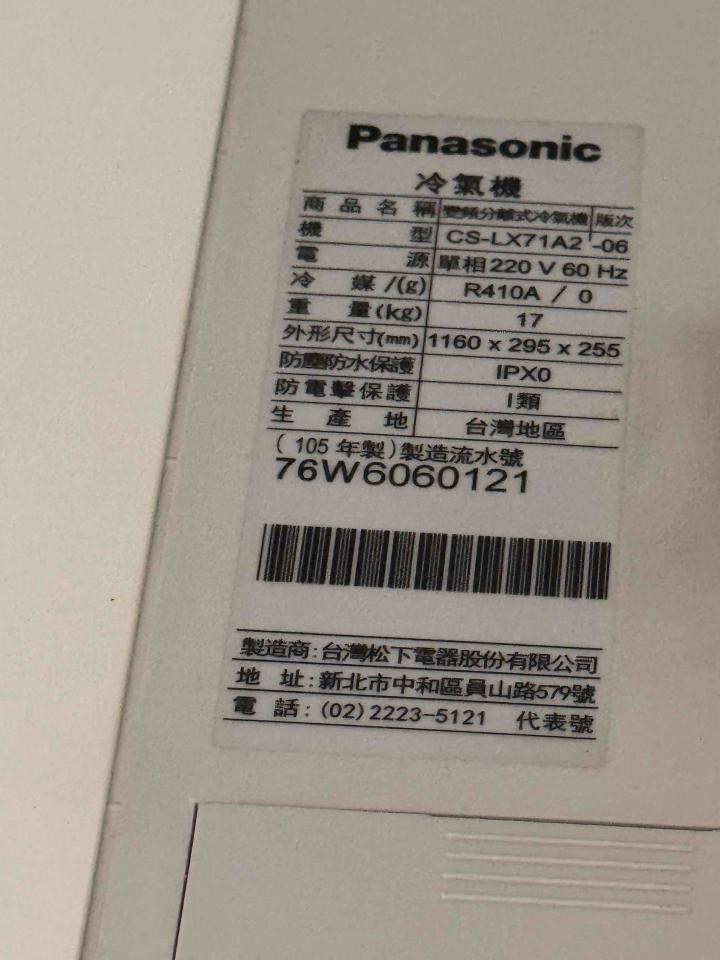 Panasonic
冷氣機
商品名稱 變頻分離式冷氣機 版次
機型 CS-LX71A2 -06
電源 單相 220 V 60 Hz
冷媒/(g) R410A / 0
重量(kg) 17
外形尺寸(mm) 1160 x 295 x 255
防塵防水保護 IPX0
防電擊保護 I類
生產地 台灣地區
( 105 年製)製造流水號
76W6060121
製造商:台灣松下電器股份有限公司
地址:新北市中和區員山路579號
電話:(02)2223-5121 代表號